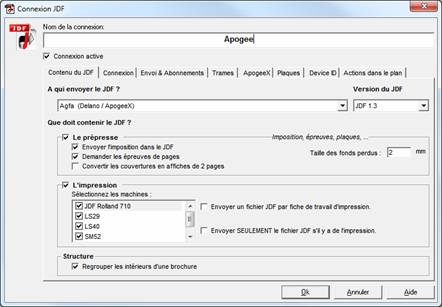 Connexion JDF
JDF
Nom de la connexion:
Apogee
Connexion active
Contenu du JDF
Connexion
Envoi & Abonnements
Trames
ApogeeX
Plaques
Device ID
Actions dans le plan
A qui envoyer le JDF ?
Version du JDF
Agfa (Delano / ApogeeX)
JDF 1.3
Que doit contenir le JDF ?
Le prépresse
Imposition, épreuves, plaques, ...
Envoyer l'imposition dans le JDF
Demander les épreuves de pages
Taille des fonds perdus :
2
mm
Convertir les couvertures en affiches de 2 pages
L'impression
Sélectionnez les machines :
JDF Rolland 710
LS29
LS40
SM52
Envoyer un fichier JDF par fiche de travail d'impression.
Envoyer SEULEMENT le fichier JDF s'il y a de l'impression.
Structure
Regrouper les intérieurs d'une brochure
Ok
Annuler
Aide